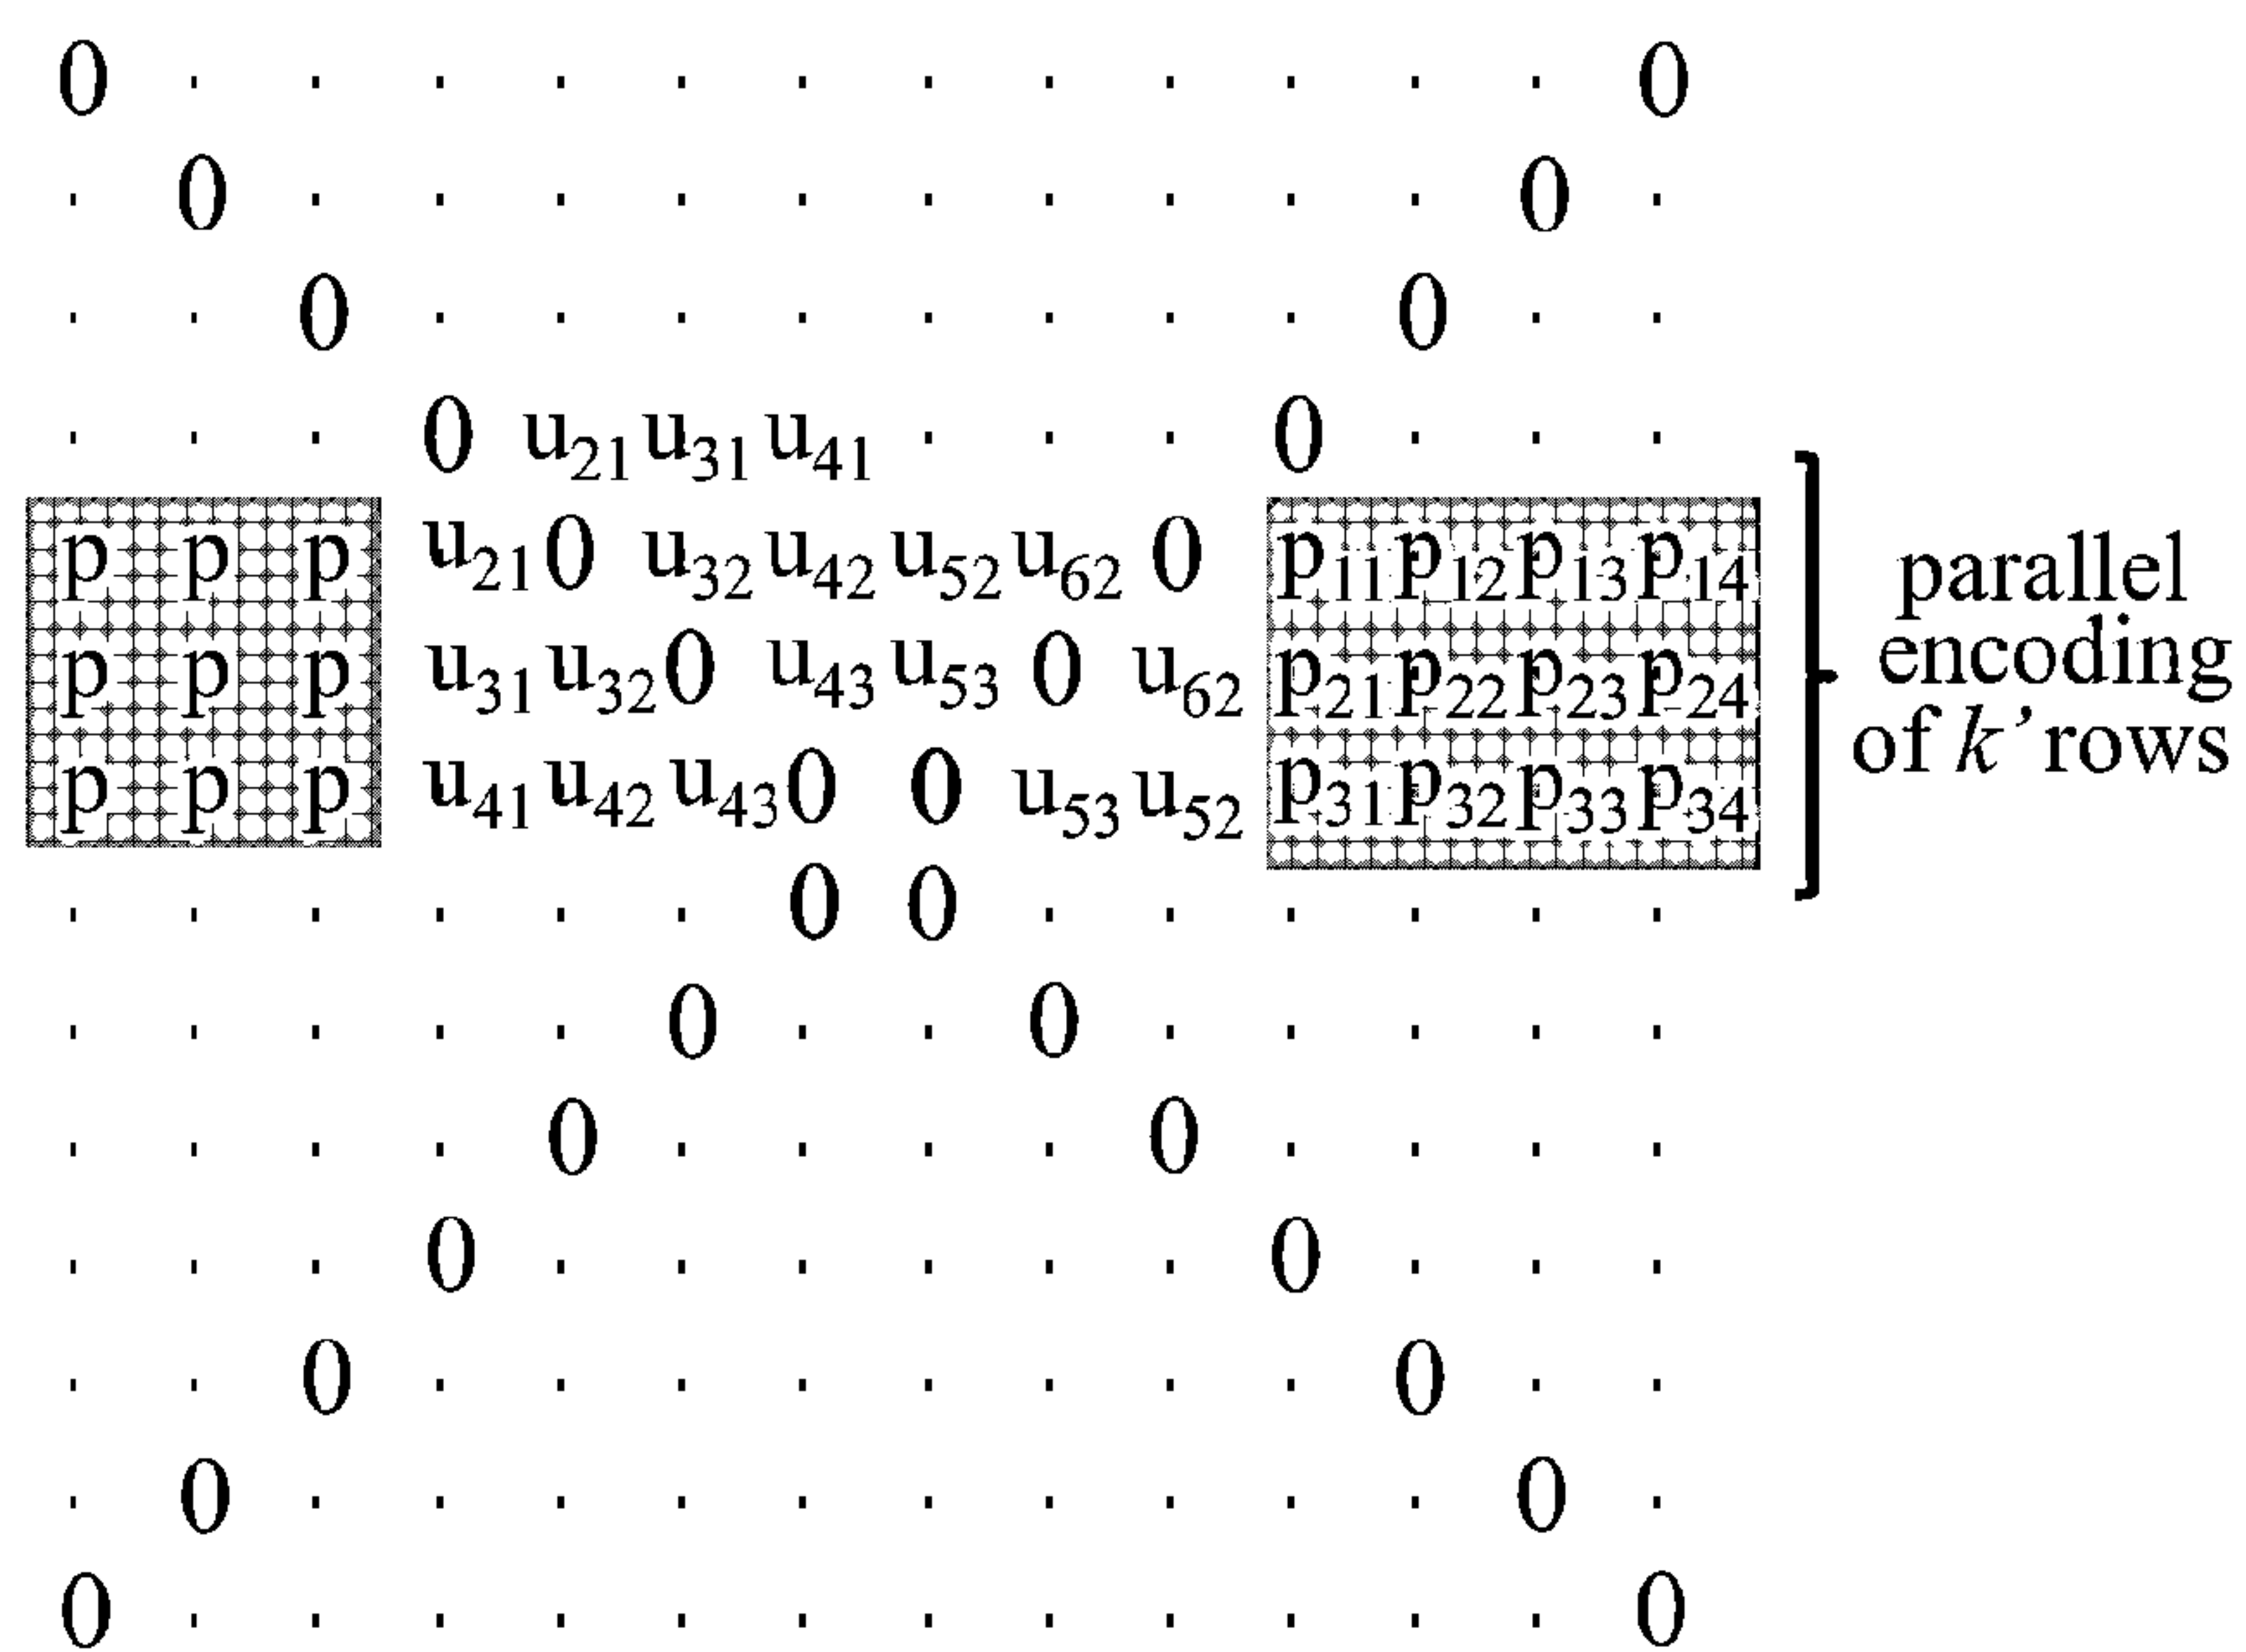 0 . . . . . . . . . . . . 0
. 0 . . . . . . . . . . 0 .
. . 0 . . . . . . . . 0 . .
. . . 0 u₂₁ u₃₁ u₄₁ . . . 0 . . .
p p p u₂₁ 0 u₃₂ u₄₂ u₅₂ u₆₂ 0 p₁₁ p₁₂ p₁₃ p₁₄
p p p u₃₁ u₃₂ 0 u₄₃ u₅₃ 0 u₆₂ p₂₁ p₂₂ p₂₃ p₂₄
p p p u₄₁ u₄₂ u₄₃ 0 0 u₅₃ u₅₂ p₃₁ p₃₂ p₃₃ p₃₄
. . . . . . 0 0 . . . . . .
. . . . . 0 . . 0 . . . . .
. . . . 0 . . . . 0 . . . .
. . . 0 . . . . . . 0 . . .
. . 0 . . . . . . . . 0 . .
. 0 . . . . . . . . . . 0 .
0 . . . . . . . . . . . . 0
parallel
encoding
of k’ rows